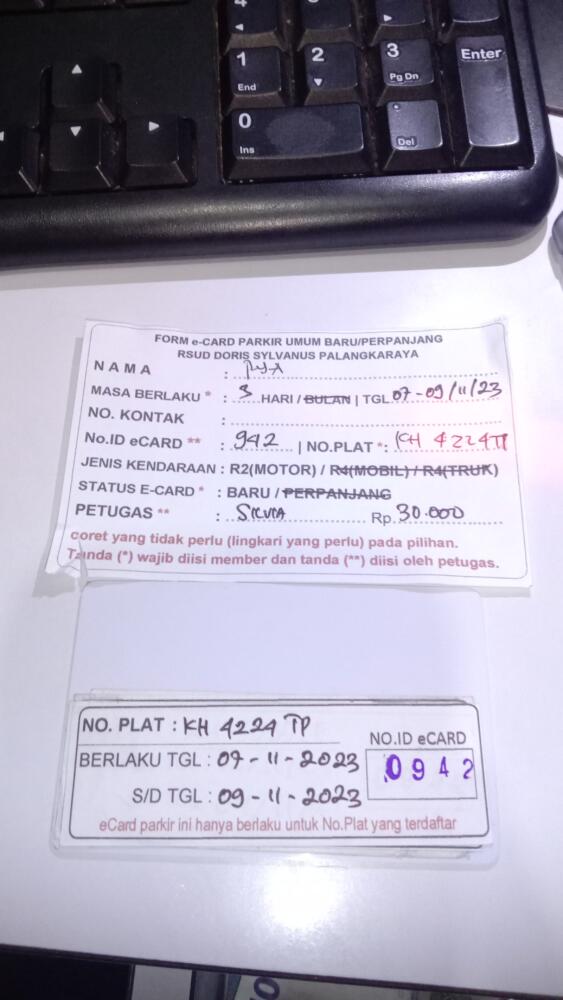 4
1
End
2
3
Pg Dn
Enter
0
Ins
.
Del
FORM e-CARD PARKIR UMUM BARU/PERPANJANG
RSUD DORIS SYLVANUS PALANGKARAYA
N A M A :
MASA BERLAKU * : 3 HARI / BULAN | TGL 07-09/11/23
NO. KONTAK :
No.ID eCARD ** : 942 | NO.PLAT * : KH 4224TP
JENIS KENDARAAN : R2(MOTOR) / R4(MOBIL) / R4(TRUK)
STATUS E-CARD * : BARU / PERPANJANG
PETUGAS ** : SILVIA Rp. 30.000
coret yang tidak perlu (lingkari yang perlu) pada pilihan.
Tanda (*) wajib diisi member dan tanda (**) diisi oleh petugas.
NO. PLAT : KH 4224 TP
NO.ID eCARD
BERLAKU TGL : 07-11-2023
0942
S/D TGL : 09-11-2023
eCard parkir ini hanya berlaku untuk No.Plat yang terdaftar